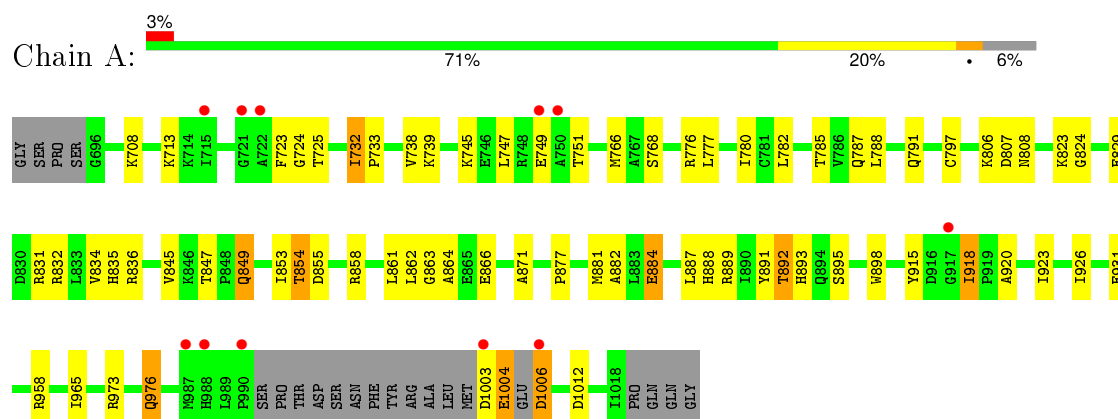 3%
Chain A:
71%
20%
•
6%
GLY SER PRO SER G696 K708 K713 K714 I715 G721 A722 F723 G724 T725 I732 P733 V738 K739 K745 E746 L747 R748 E749 A750 T751 M766 A767 S768 R776 L777 I780 C781 L782 T785 V786 Q787 L788 Q791 C797 K806 D807 N808 K823 G824
D830 R831 R832 L833 V834 H835 R836 V845 K846 T847 P848 Q849 I853 T854 D855 R858 L861 L862 G863 A864 E865 E866 A871 P877 M881 A882 L883 E884 L887 H888 R889 I890 Y891 T892 H893 Q894 S895 W898 Y915 D916 G917 I918 P919 A920 I923 I926
R958 I965 R973 Q976 M987 H988 L989 P990 SER PRO THR ASP SER ASN PHE TYR ARG ALA LEU MET D1003 E1004 GLU D1006 D1012 I1018 PRO GLN GLN GLY